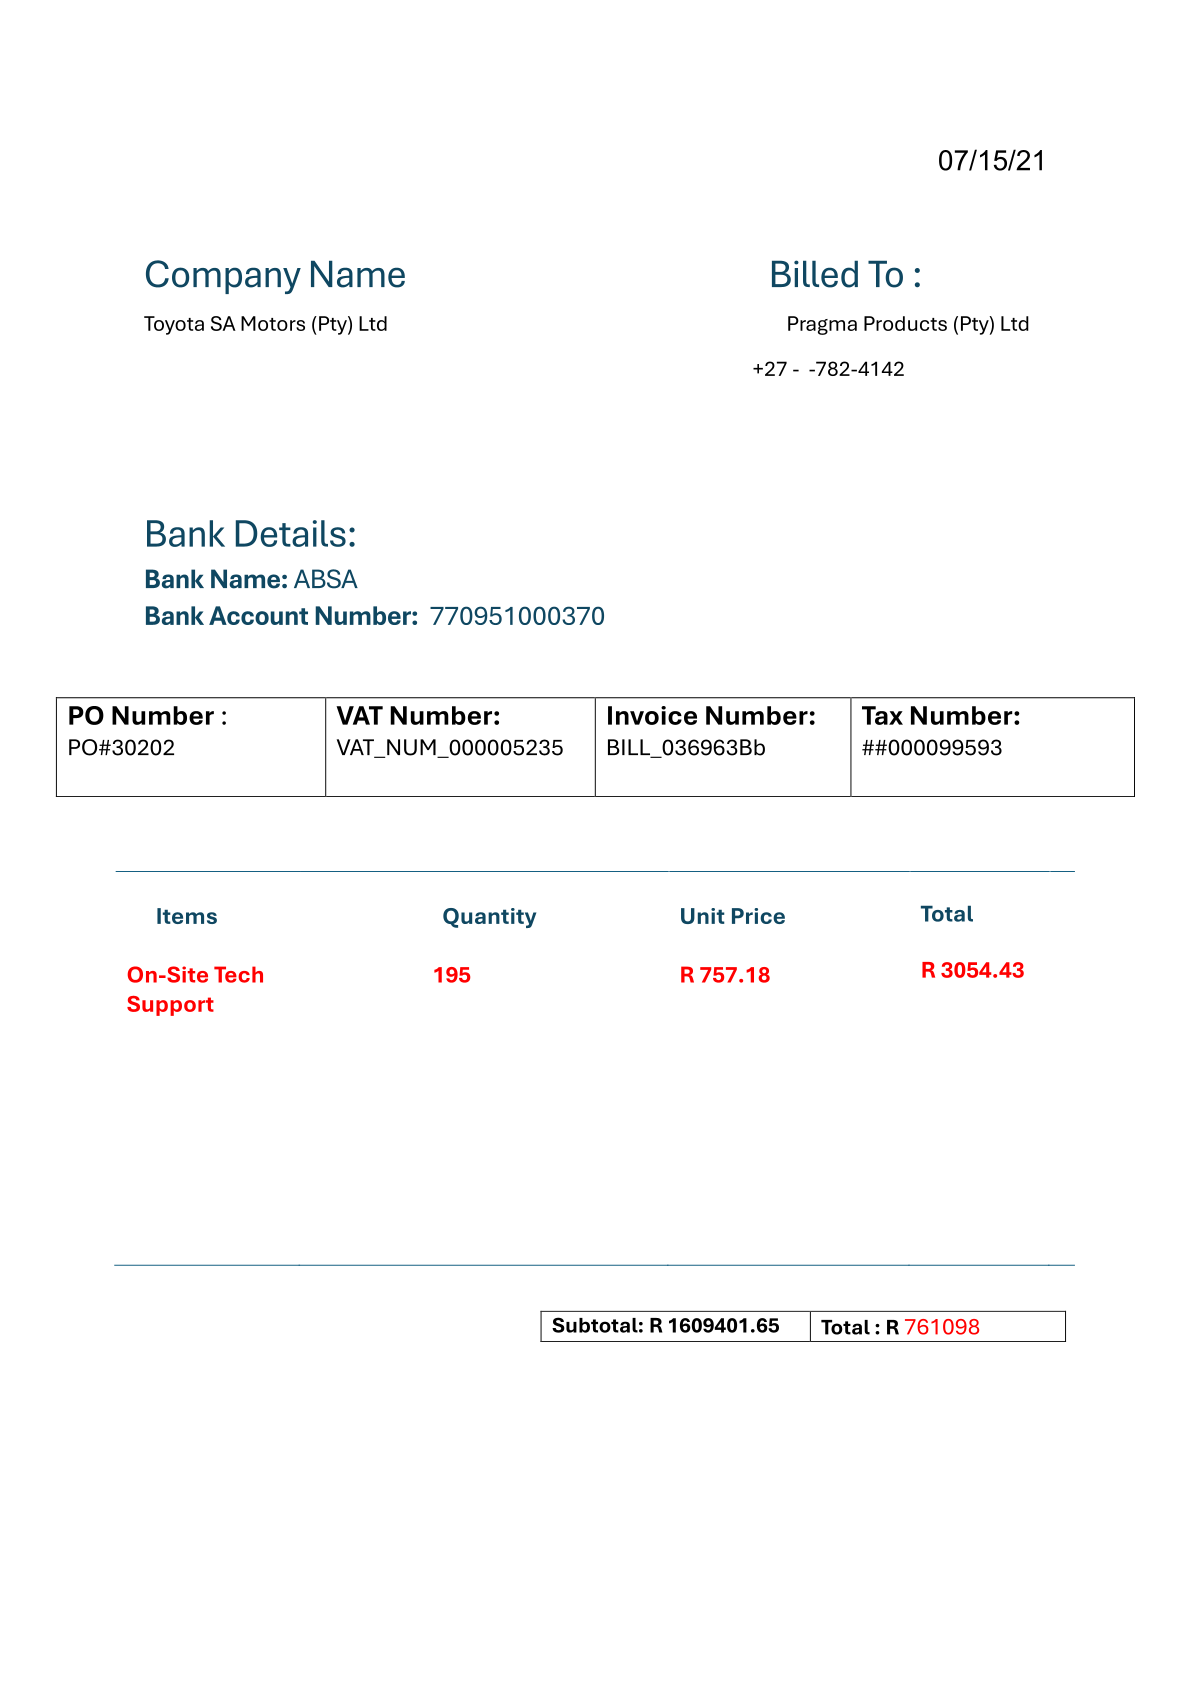 07/15/21
Company Name
Billed To :
Toyota SA Motors (Pty) Ltd
Pragma Products (Pty) Ltd
+27 -  -782-4142
Bank Details:
Bank Name: ABSA
Bank Account Number: 770951000370
PO Number :
PO#30202
VAT Number:
VAT_NUM_000005235
Invoice Number:
BILL_036963Bb
Tax Number:
##000099593
Items Quantity Unit Price Total
On-Site Tech 195 R 757.18 R 3054.43
Support
Subtotal: R 1609401.65 Total : R 761098